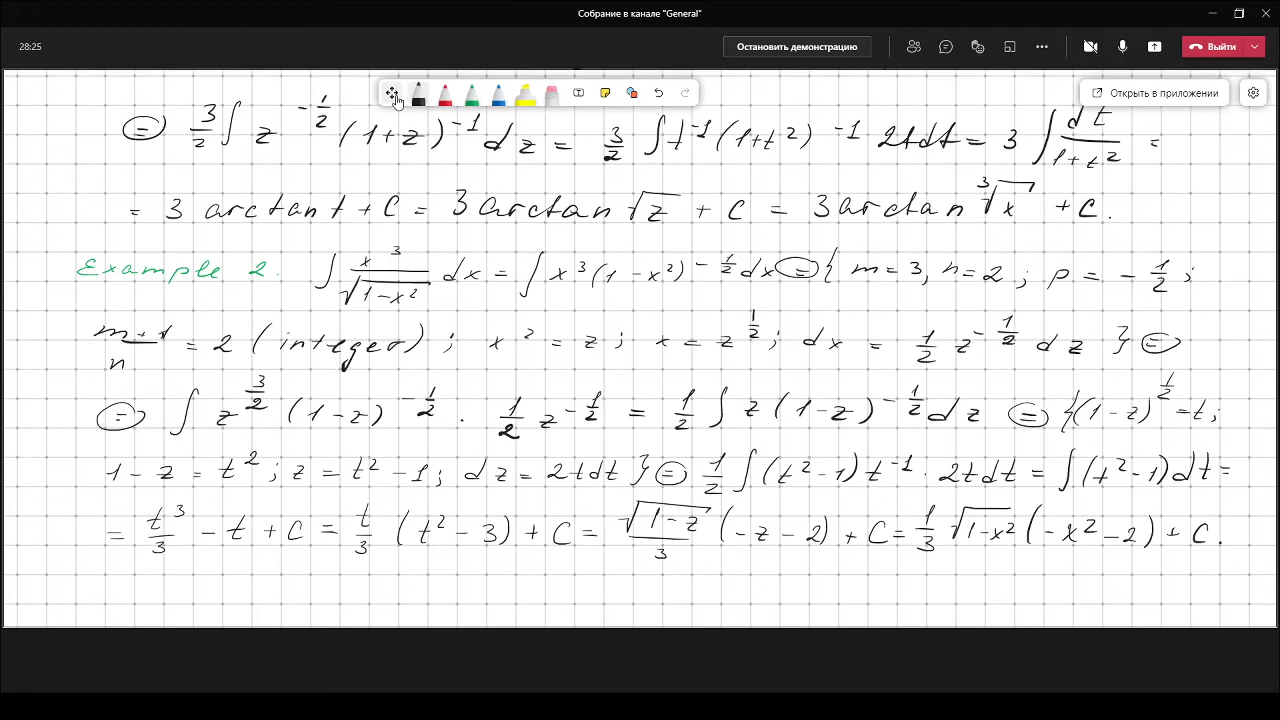 Собрание в канале "General"
28:25
Остановить демонстрацию
Выйти
Открыть в приложении
⊜ 3/2 ∫ z^(-1/2) (1+z)^(-1) dz = 3/2 ∫ t^(-1) (1+t²)^(-1) 2tdt = 3 ∫ dt/(1+t²) =
= 3 arctan t + C = 3 arctan √z + C = 3 arctan ³√x + C.
Example 2. ∫ x³/√(1-x²) dx = ∫ x³ (1-x²)^(-1/2) dx ⊜ { m=3, n=2; p = -1/2;
(m+1)/n = 2 (integer); x² = z; x = z^(1/2); dx = 1/2 z^(-1/2) dz } ⊜
⊜ ∫ z^(3/2) (1-z)^(-1/2) · 1/2 z^(-1/2) = 1/2 ∫ z (1-z)^(-1/2) dz ⊜ { (1-z)^(1/2) = t;
1-z = t²; z = t²-1; dz = 2tdt } ⊜ 1/2 ∫ (t²-1) t^(-1) · 2tdt = ∫ (t²-1) dt =
= t³/3 - t + C = t/3 (t²-3) + C = √(1-z)/3 (-z-2) + C = 1/3 √(1-x²) (-x²-2) + C.